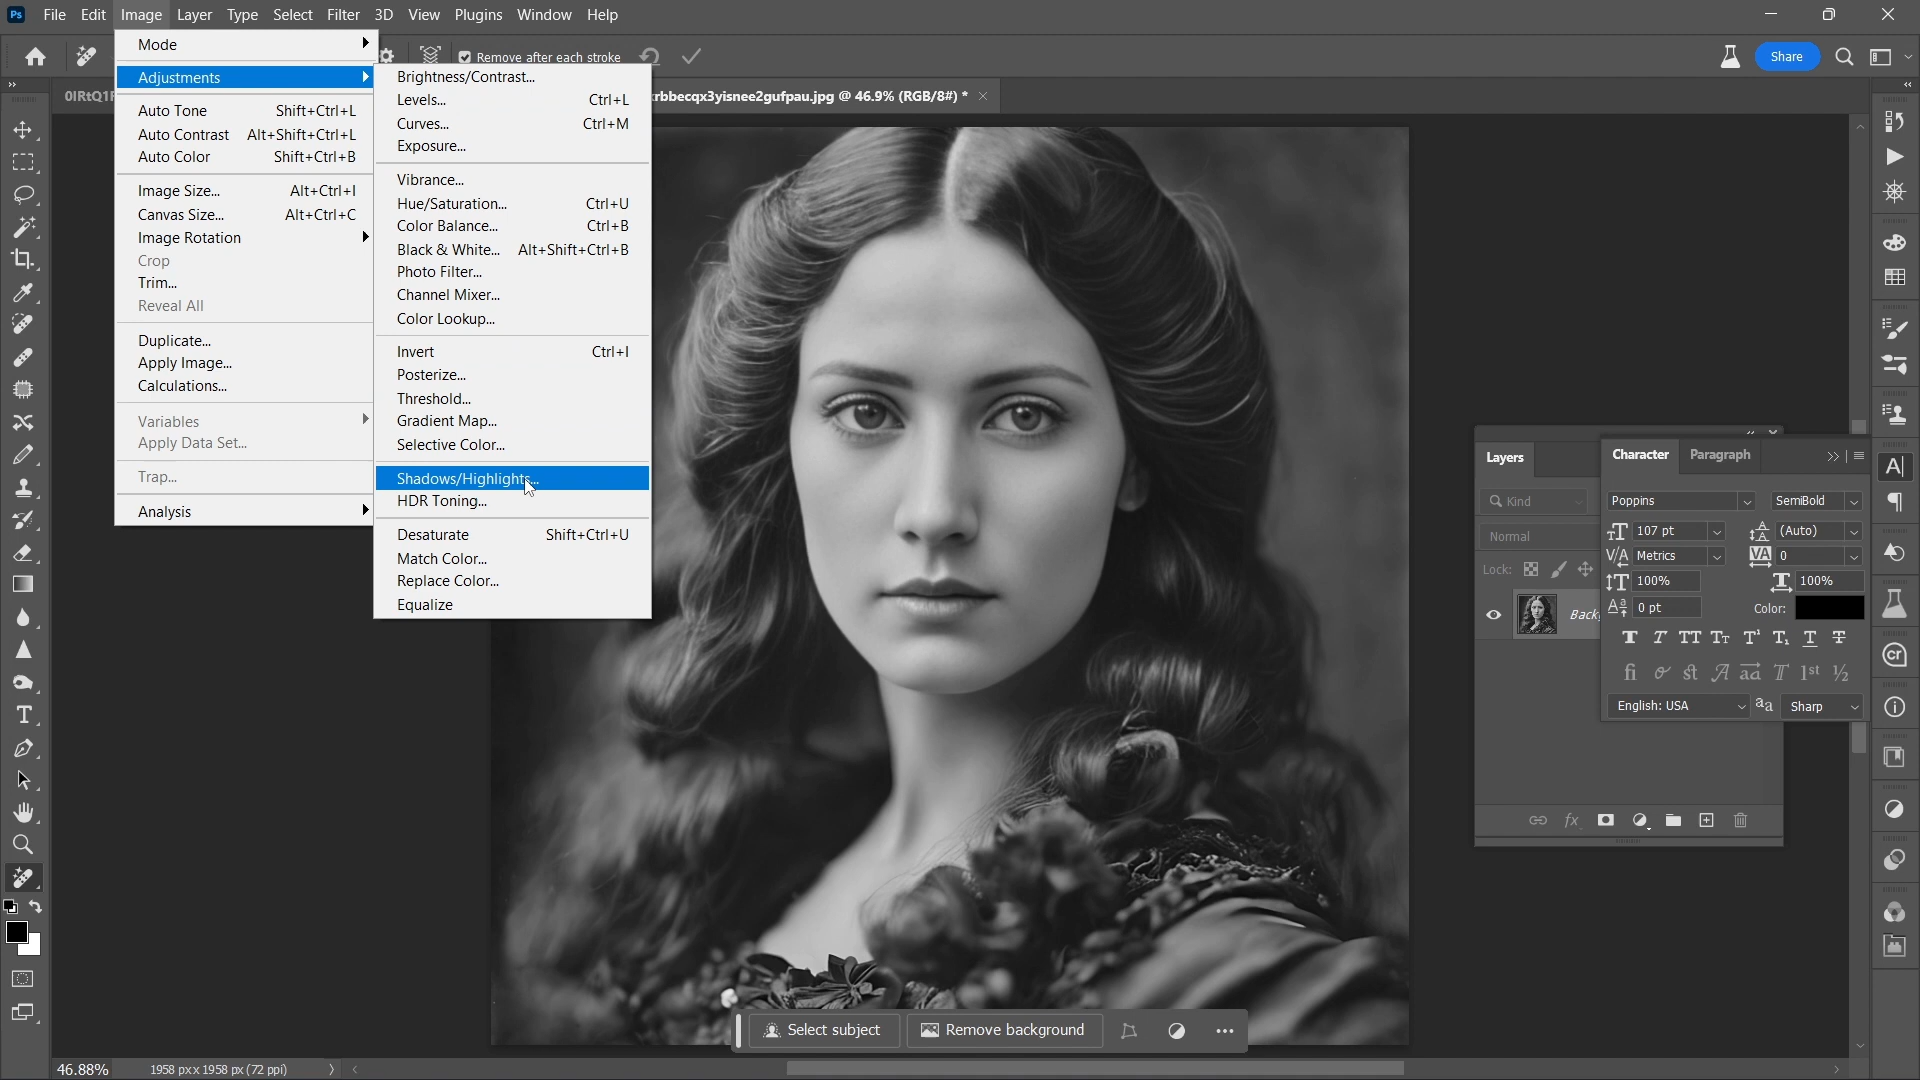 Ps File Edit Image Layer Type Select Filter 3D View Plugins Window Help
Remove after each stroke
Share
rbbecqx3yisnee2gufpau.jpg @ 46.9% (RGB/8#) *
Mode
Adjustments
Auto Tone Shift+Ctrl+L
Auto Contrast Alt+Shift+Ctrl+L
Auto Color Shift+Ctrl+B
Image Size... Alt+Ctrl+I
Canvas Size... Alt+Ctrl+C
Image Rotation
Crop
Trim...
Reveal All
Duplicate...
Apply Image...
Calculations...
Variables
Apply Data Set...
Trap...
Analysis
Brightness/Contrast...
Levels... Ctrl+L
Curves... Ctrl+M
Exposure...
Vibrance...
Hue/Saturation... Ctrl+U
Color Balance... Ctrl+B
Black & White... Alt+Shift+Ctrl+B
Photo Filter...
Channel Mixer...
Color Lookup...
Invert Ctrl+I
Posterize...
Threshold...
Gradient Map...
Selective Color...
Shadows/Highlights...
HDR Toning...
Desaturate Shift+Ctrl+U
Match Color...
Replace Color...
Equalize
Layers
Kind
Normal
Lock:
Character Paragraph
Poppins SemiBold
107 pt (Auto)
Metrics 0
100% 100%
0 pt Color:
English: USA aa Sharp
Select subject Remove background
46.88% 1958 px x 1958 px (72 ppi)